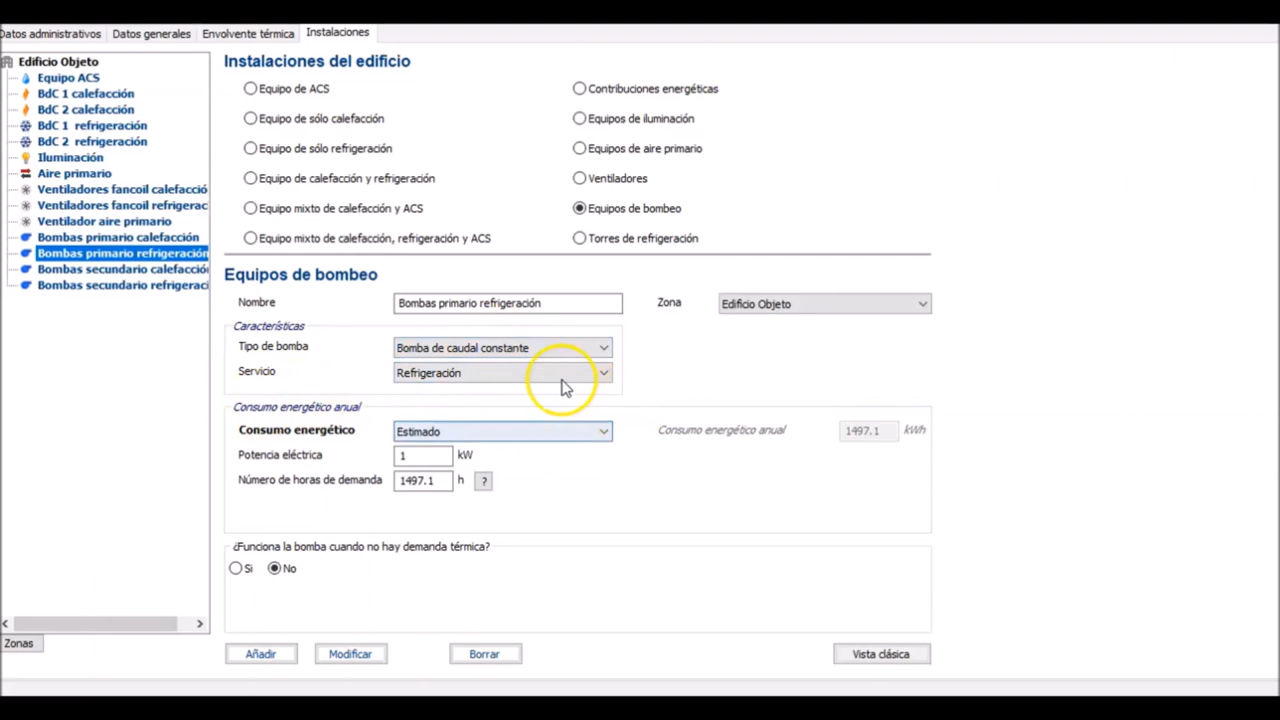 Datos administrativos Datos generales Envolvente térmica Instalaciones
Edificio Objeto
Equipo ACS
BdC 1 calefacción
BdC 2 calefacción
BdC 1 refrigeración
BdC 2 refrigeración
Iluminación
Aire primario
Ventiladores fancoil calefacció
Ventiladores fancoil refrigerac
Ventilador aire primario
Bombas primario calefacción
Bombas primario refrigeración
Bombas secundario calefacció
Bombas secundario refrigeraci
Zonas
Instalaciones del edificio
Equipo de ACS Contribuciones energéticas
Equipo de sólo calefacción Equipos de iluminación
Equipo de sólo refrigeración Equipos de aire primario
Equipo de calefacción y refrigeración Ventiladores
Equipo mixto de calefacción y ACS Equipos de bombeo
Equipo mixto de calefacción, refrigeración y ACS Torres de refrigeración
Equipos de bombeo
Nombre Bombas primario refrigeración Zona Edificio Objeto
Características
Tipo de bomba Bomba de caudal constante
Servicio Refrigeración
Consumo energético anual
Consumo energético Estimado Consumo energético anual 1497.1 kWh
Potencia eléctrica 1 kW
Número de horas de demanda 1497.1 h ?
¿Funciona la bomba cuando no hay demanda térmica?
Si No
Añadir Modificar Borrar Vista clásica